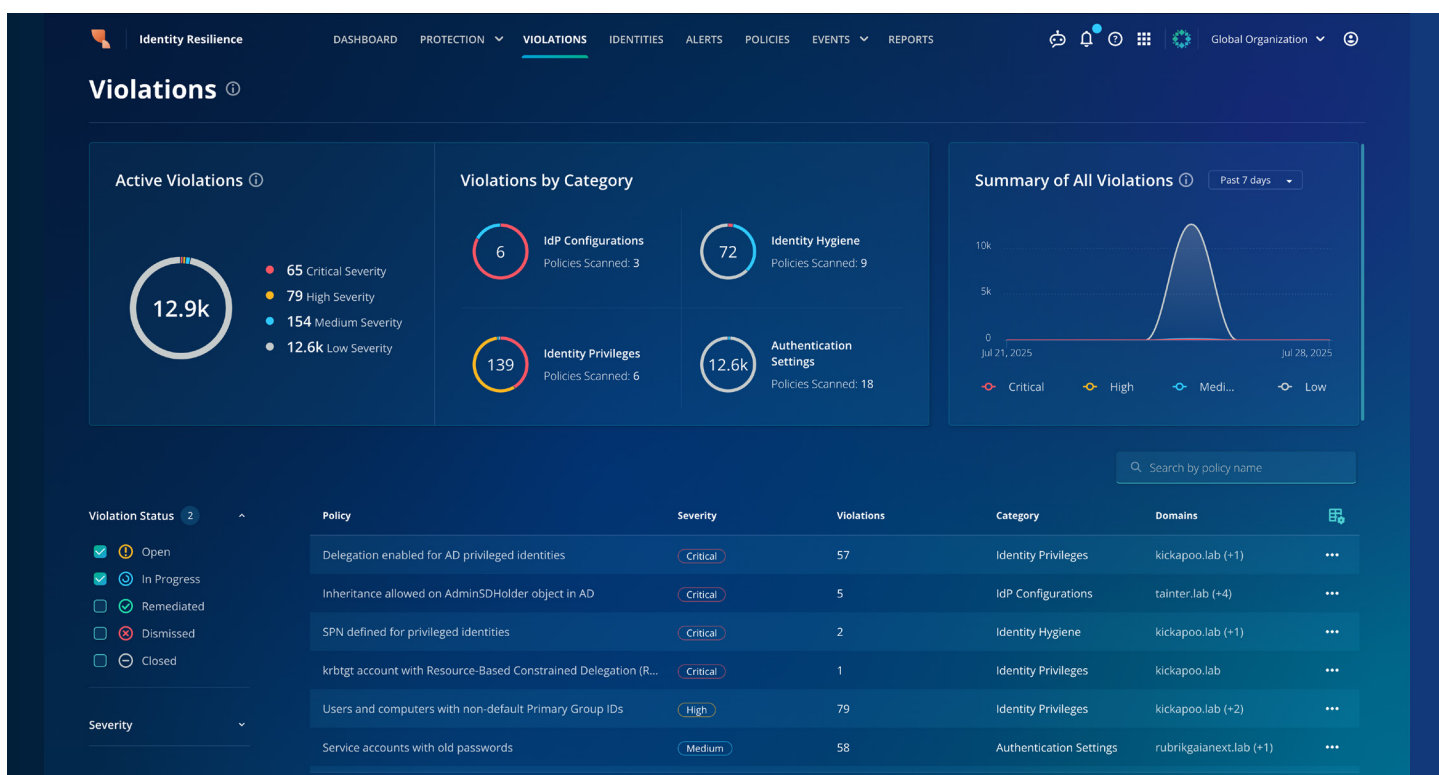 Identity Resilience DASHBOARD PROTECTION VIOLATIONS IDENTITIES ALERTS POLICIES EVENTS REPORTS Global Organization
Violations
Active Violations
12.9k
65 Critical Severity
79 High Severity
154 Medium Severity
12.6k Low Severity
Violations by Category
6
IdP Configurations
Policies Scanned: 3
72
Identity Hygiene
Policies Scanned: 9
139
Identity Privileges
Policies Scanned: 6
12.6k
Authentication
Settings
Policies Scanned: 18
Summary of All Violations Past 7 days
10k
5k
0
Jul 21, 2025 Jul 28, 2025
Critical High Medi... Low
Search by policy name
Violation Status 2
Open
In Progress
Remediated
Dismissed
Closed
Severity
Policy Severity Violations Category Domains
Delegation enabled for AD privileged identities Critical 57 Identity Privileges kickapoo.lab (+1) •••
Inheritance allowed on AdminSDHolder object in AD Critical 5 IdP Configurations tainter.lab (+4) •••
SPN defined for privileged identities Critical 2 Identity Hygiene kickapoo.lab (+1) •••
krbtgt account with Resource-Based Constrained Delegation (R... Critical 1 Identity Privileges kickapoo.lab •••
Users and computers with non-default Primary Group IDs High 79 Identity Privileges kickapoo.lab (+2) •••
Service accounts with old passwords Medium 58 Authentication Settings rubrikgaianext.lab (+1) •••